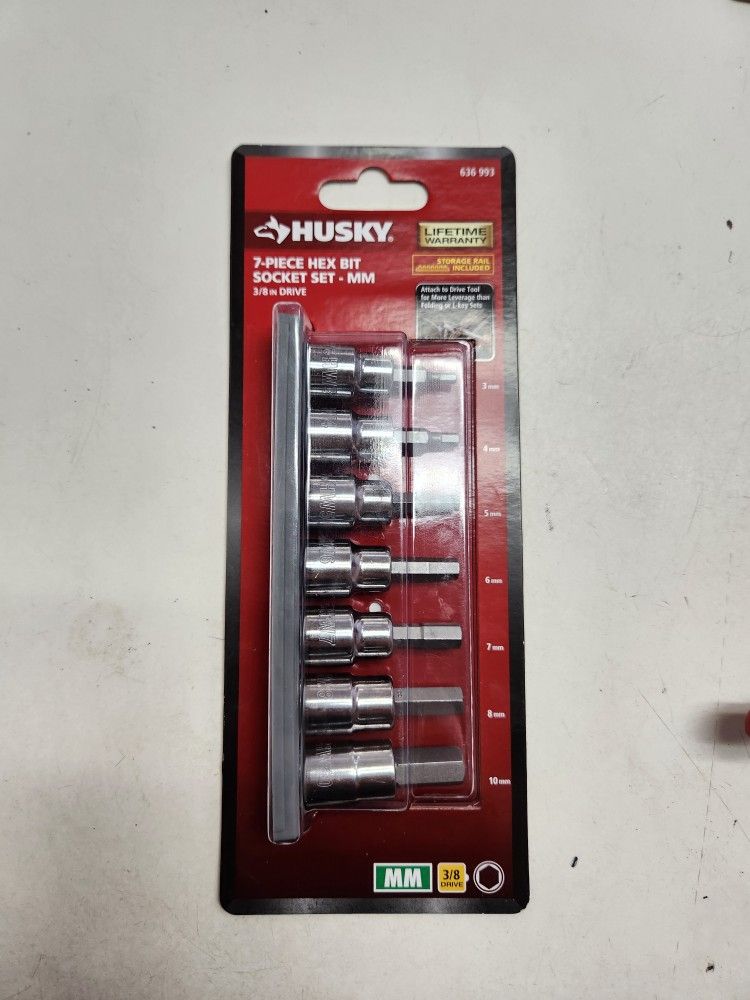 636 993
HUSKY®
LIFETIME
WARRANTY
7-PIECE HEX BIT
SOCKET SET - MM
3/8 IN DRIVE
STORAGE RAIL
INCLUDED
Attach to Drive Tool
for More Leverage than
Folding or L-key Sets
3 mm
4 mm
5 mm
6 mm
7 mm
8 mm
10 mm
MM
3/8
DRIVE